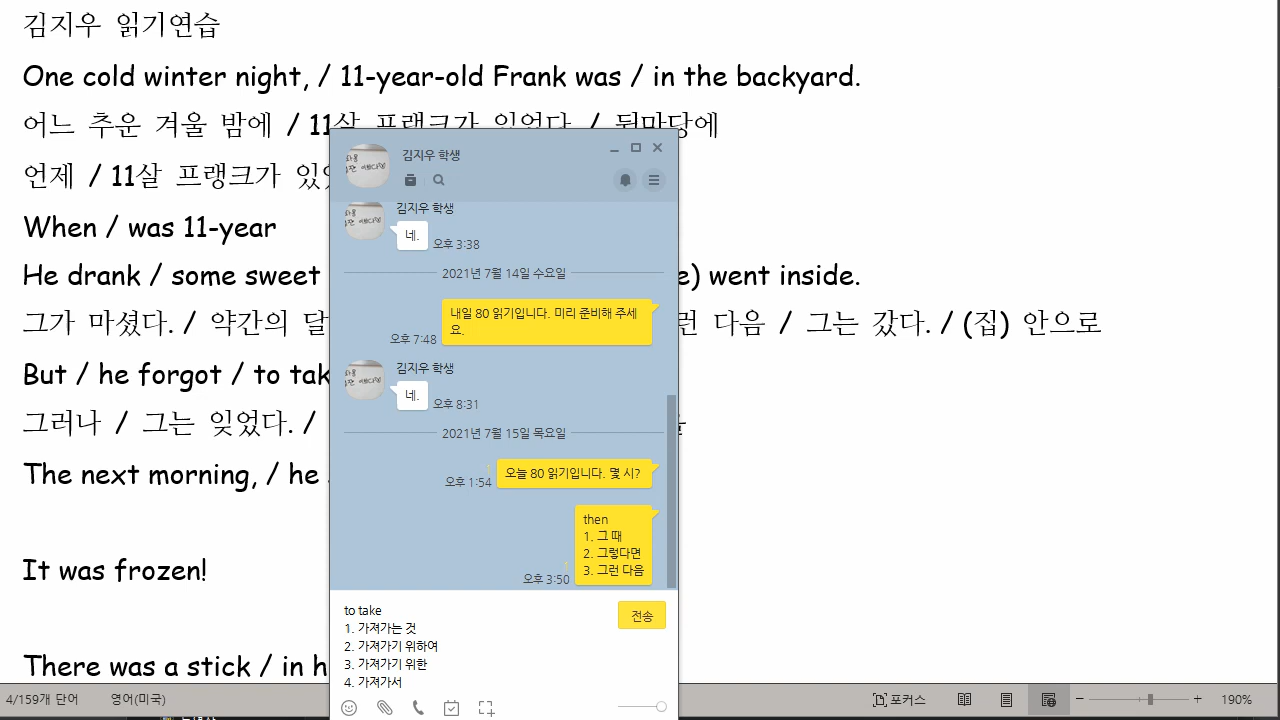 김지우 읽기연습
One cold winter night, / 11-year-old Frank was / in the backyard.
어느 추운 겨울 밤에 / 11살 프랭크가 있었다. / 뒷마당에
언제 / 11살 프랭크가
When / was 11-year
He drank / some sweet
went inside.
그가 마셨다. / 약간의
다음 / 그는 갔다. / (집) 안으로
But / he forgot / to
그러나 / 그는 잊었다. /
The next morning, / he
It was frozen!
There was a stick / in
김지우 학생
김지우 학생
네.
오후 3:38
2021년 7월 14일 수요일
내일 80 읽기입니다. 미리 준비해 주세
요.
오후 7:48
김지우 학생
네.
오후 8:31
2021년 7월 15일 목요일
오늘 80 읽기입니다. 몇 시?
오후 1:54
then
1. 그 때
2. 그렇다면
3. 그런 다음
오후 3:50
to take
1. 가져가는 것
2. 가져가기 위하여
3. 가져가기 위한
4. 가져가서
전송
4/159개 단어 영어(미국) 포커스 190%